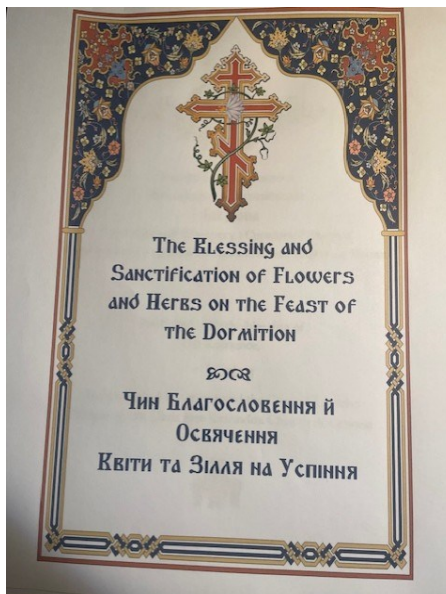 The Blessing and
Sanctification of Flowers
and Herbs on the Feast of
the Dormition
Чин Благословення й
Освячення
Квіти та Зілля на Успіння